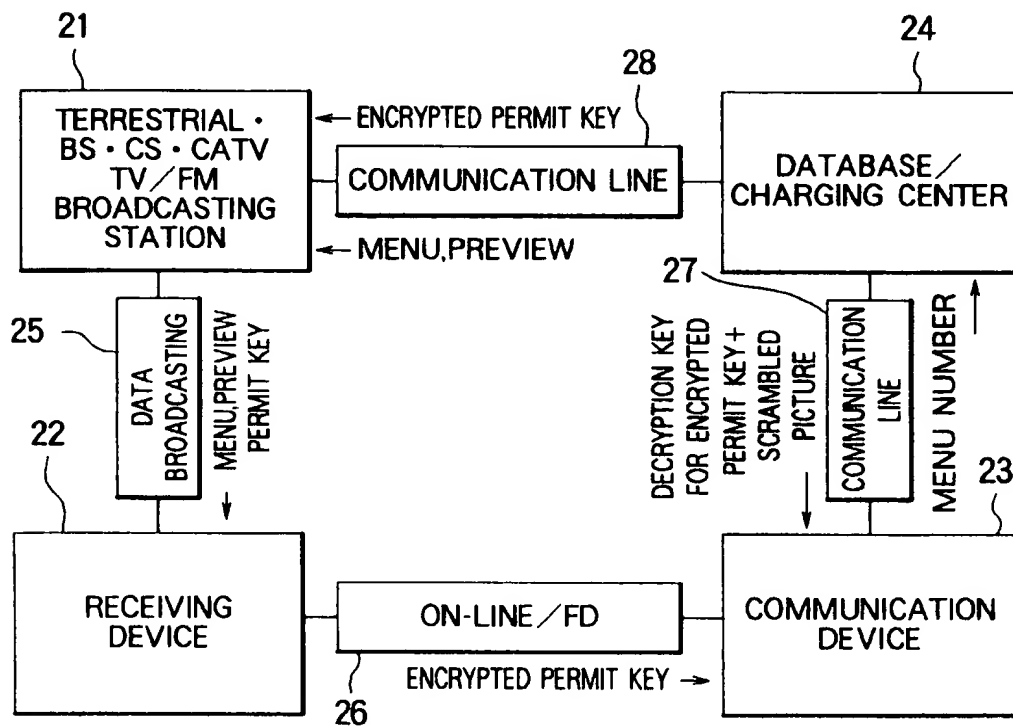 21
24
28
TERRESTRIAL・
BS・CS・CATV
TV/FM
BROADCASTING
STATION
← ENCRYPTED PERMIT KEY
COMMUNICATION LINE
← MENU,PREVIEW
DATABASE/
CHARGING CENTER
25
DATA
BROADCASTING
MENU,PREVIEW
PERMIT KEY
↓
27
DECRYPTION KEY
FOR ENCRYPTED
PERMIT KEY+
SCRAMBLED
PICTURE
↓
COMMUNICATION
LINE
MENU NUMBER
↑
22
23
RECEIVING
DEVICE
ON-LINE/FD
COMMUNICATION
DEVICE
26
ENCRYPTED PERMIT KEY →